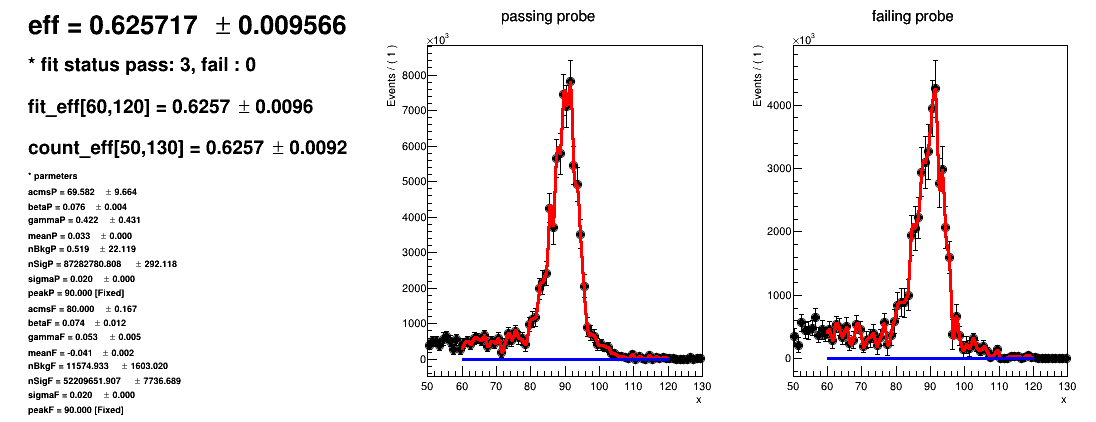 eff = 0.625717 ± 0.009566
* fit status pass: 3, fail : 0
fit_eff[60,120] = 0.6257 ± 0.0096
count_eff[50,130] = 0.6257 ± 0.0092
* parmeters
acmsP = 69.582 ± 9.664
betaP = 0.076 ± 0.004
gammaP = 0.422 ± 0.431
meanP = 0.033 ± 0.000
nBkgP = 0.519 ± 22.119
nSigP = 87282780.808 ± 292.118
sigmaP = 0.020 ± 0.000
peakP = 90.000 [Fixed]
acmsF = 80.000 ± 0.167
betaF = 0.074 ± 0.012
gammaF = 0.053 ± 0.005
meanF = -0.041 ± 0.002
nBkgF = 11574.933 ± 1603.020
nSigF = 52209651.907 ± 7736.689
sigmaF = 0.020 ± 0.000
peakF = 90.000 [Fixed]
passing probe
×10³
Events / ( 1 )
8000
7000
6000
5000
4000
3000
2000
1000
0
50 60 70 80 90 100 110 120 130
x
failing probe
×10³
Events / ( 1 )
4000
3000
2000
1000
0
50 60 70 80 90 100 110 120 130
x